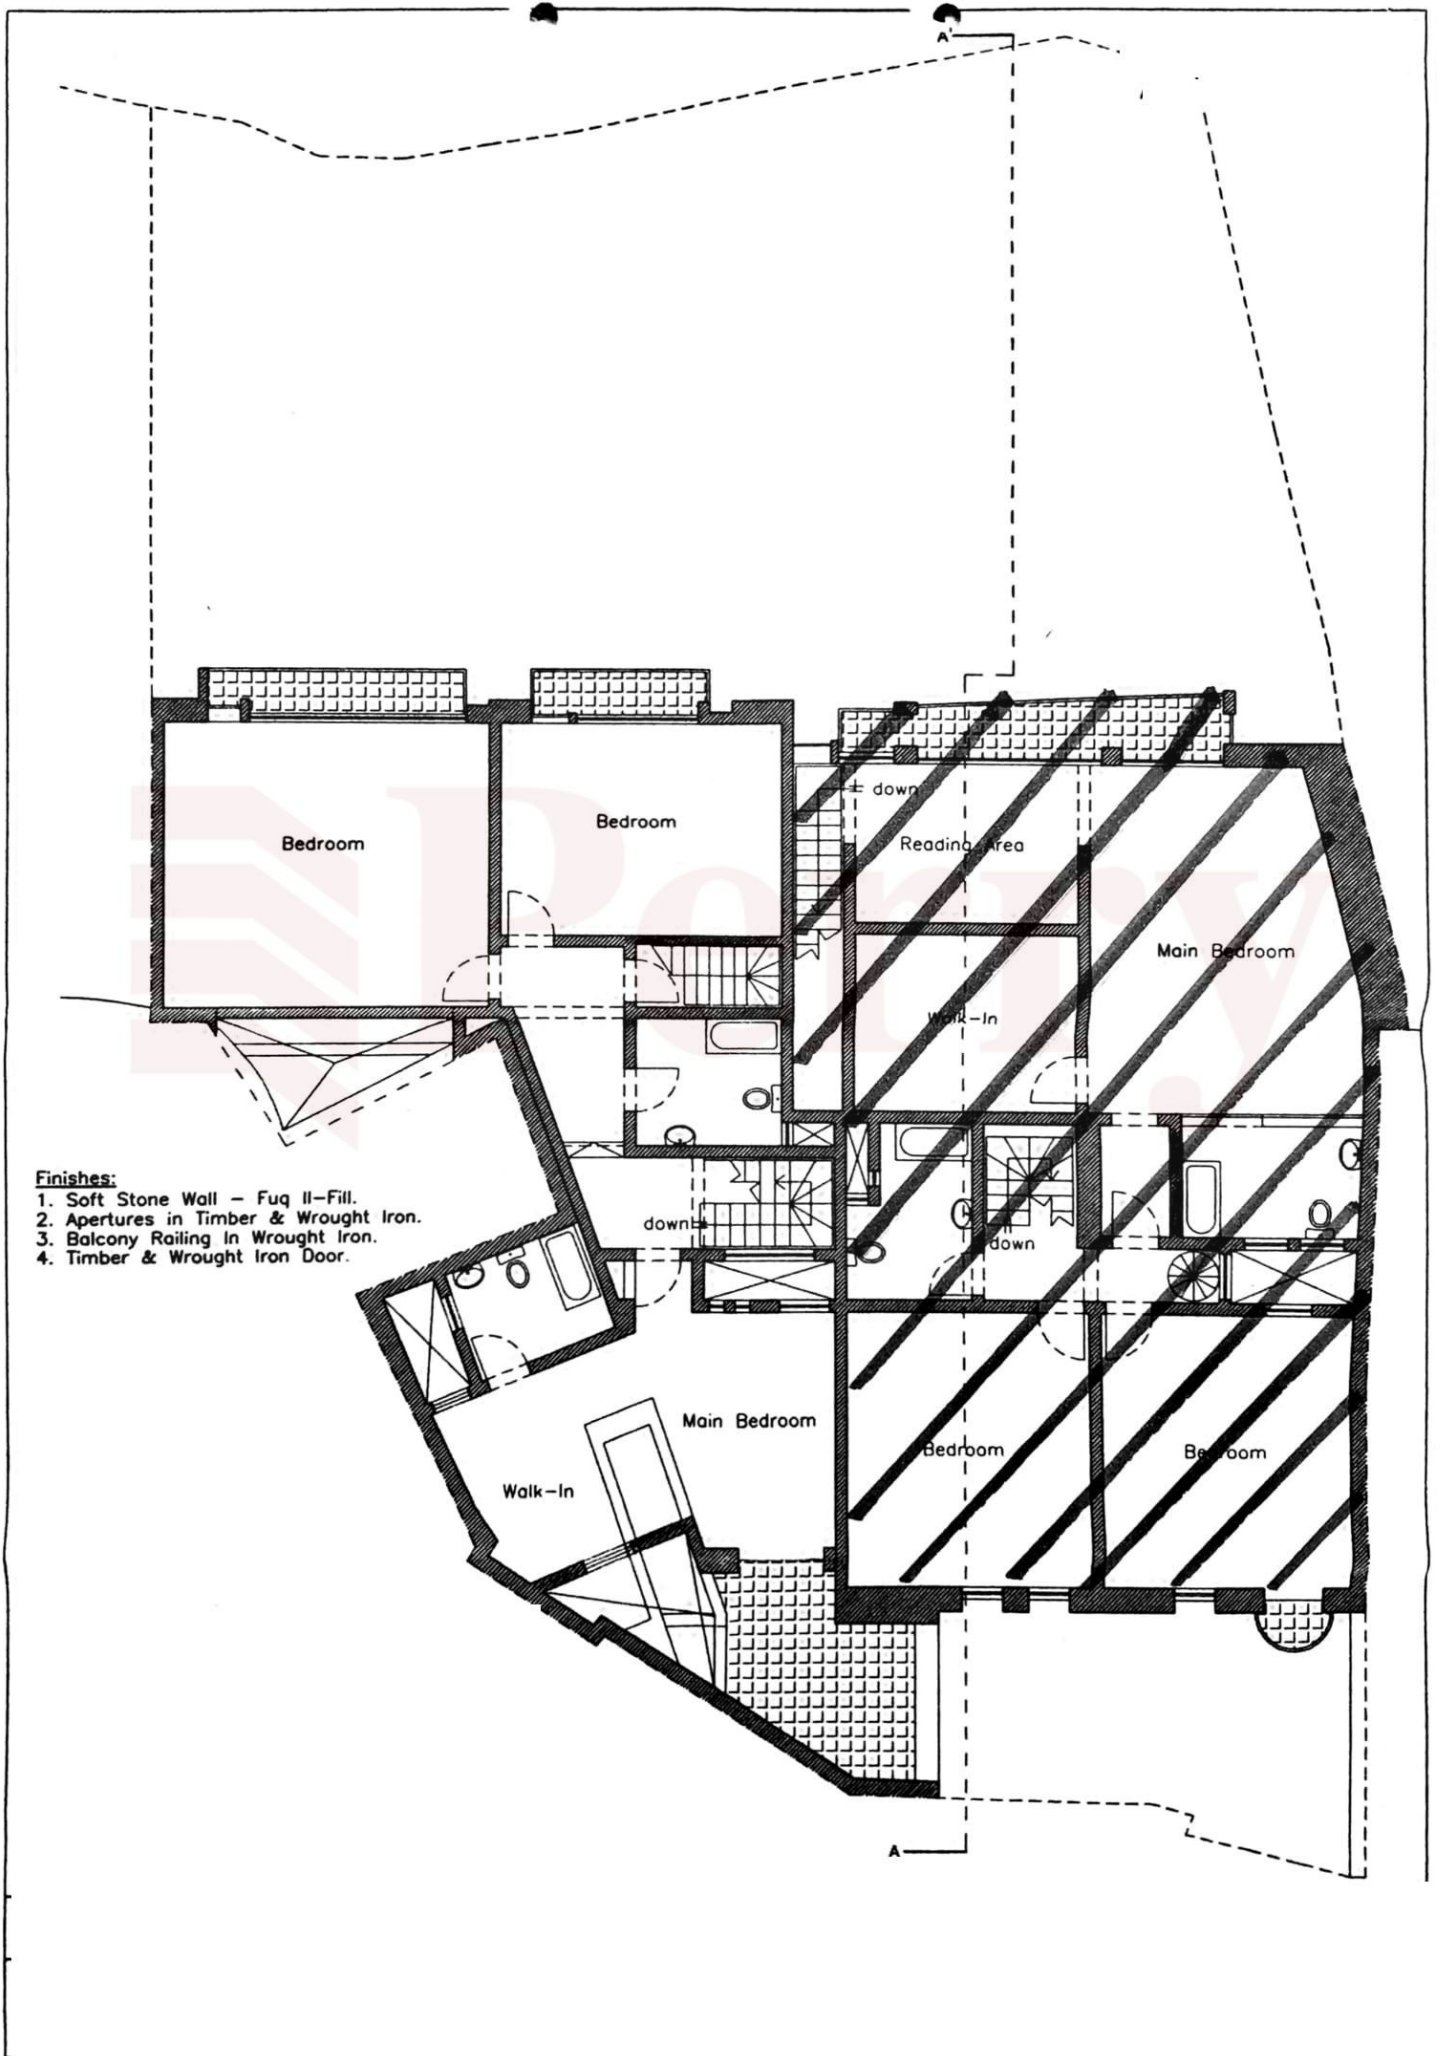 A'
Bedroom
Bedroom
down
Reading Area
Main Bedroom
Walk-In
Perry
Finishes:
1. Soft Stone Wall – Fuq Il-Fill.
2. Apertures in Timber & Wrought Iron.
3. Balcony Railing In Wrought Iron.
4. Timber & Wrought Iron Door.
down
down
Main Bedroom
Walk-In
Bedroom
Bedroom
A